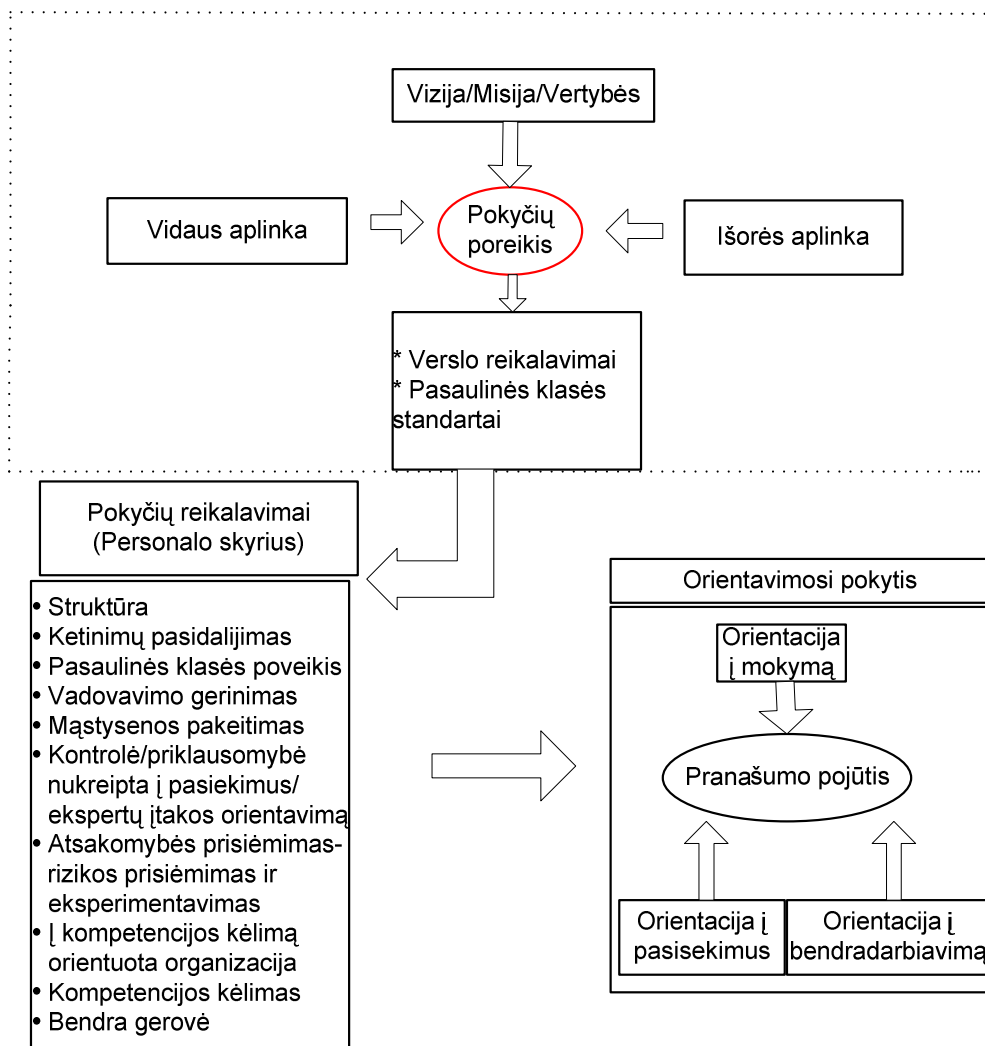 Vizija/Misija/Vertybės
Vidaus aplinka
Pokyčių
poreikis
Išorės aplinka
* Verslo reikalavimai
* Pasaulinės klasės
standartai
Pokyčių reikalavimai
(Personalo skyrius)
• Struktūra
• Ketinimų pasidalijimas
• Pasaulinės klasės poveikis
• Vadovavimo gerinimas
• Mąstysenos pakeitimas
• Kontrolė/priklausomybė
nukreipta į pasiekimus/
ekspertų įtakos orientavimą
• Atsakomybės prisiėmimas-
rizikos prisiėmimas ir
eksperimentavimas
• Į kompetencijos kėlimą
orientuota organizacija
• Kompetencijos kėlimas
• Bendra gerovė
Orientavimosi pokytis
Orientacija
į mokymą
Pranašumo pojūtis
Orientacija į
pasisekimus
Orientacija į
bendradarbiavimą